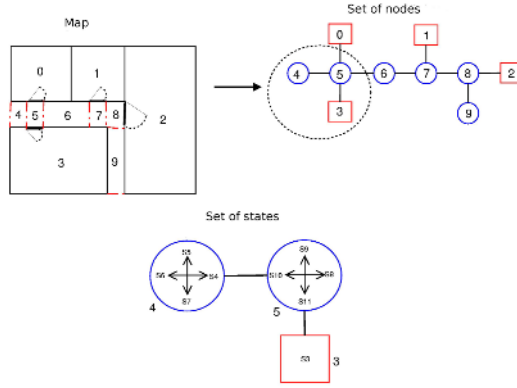 Map
Set of nodes
0 1
2
4 5 6 7 8
3 9
0 1
4 5 6 7 8 2
3 9
Set of states
S5 S9
S6 S4 S10 S8
S7 S11
4 5
S3 3